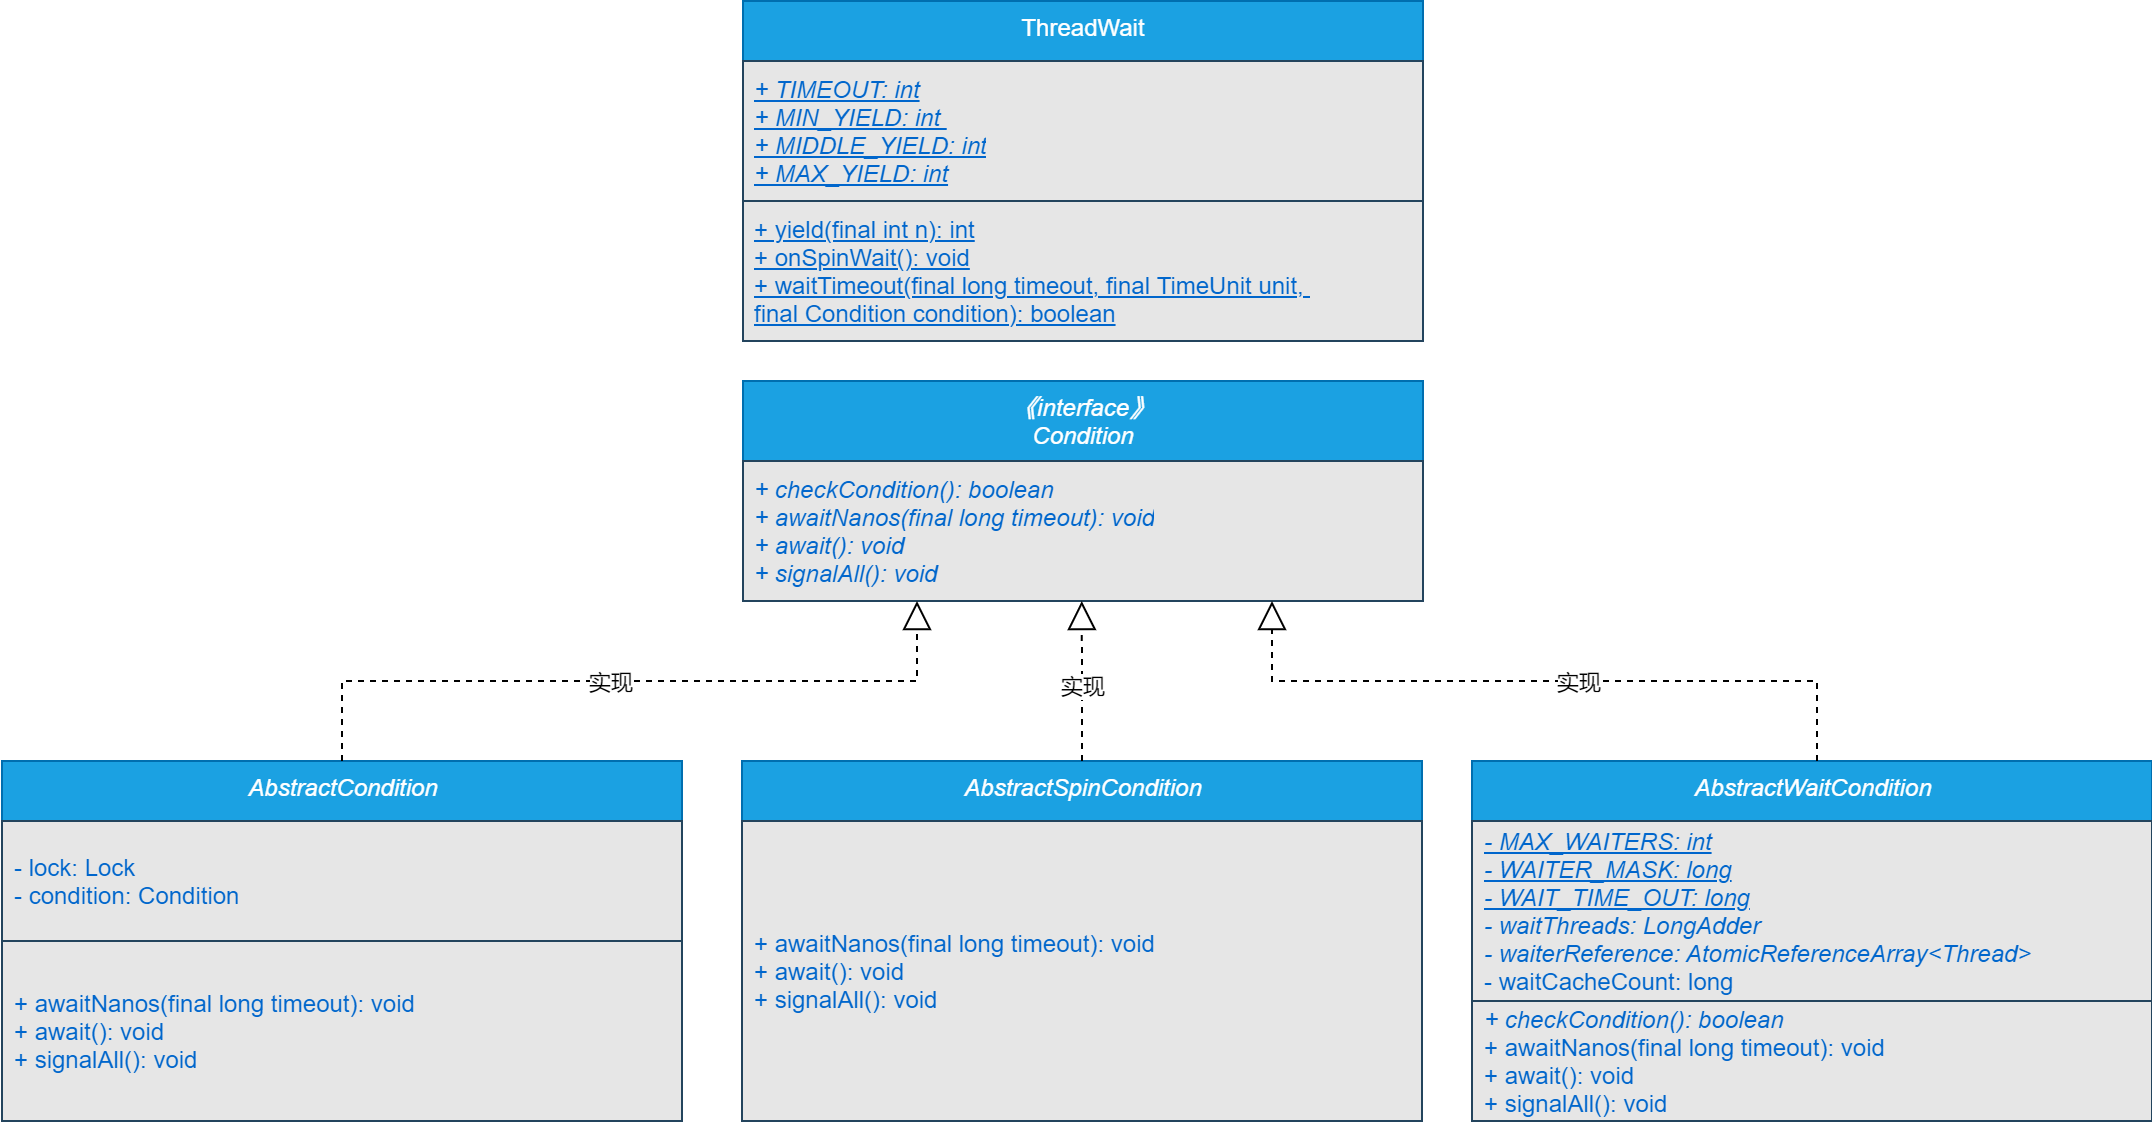 ThreadWait
+ TIMEOUT: int
+ MIN_YIELD: int
+ MIDDLE_YIELD: int
+ MAX_YIELD: int
+ yield(final int n): int
+ onSpinWait(): void
+ waitTimeout(final long timeout, final TimeUnit unit,
final Condition condition): boolean
《interface》
Condition
+ checkCondition(): boolean
+ awaitNanos(final long timeout): void
+ await(): void
+ signalAll(): void
实现
实现
实现
AbstractCondition
- lock: Lock
- condition: Condition
+ awaitNanos(final long timeout): void
+ await(): void
+ signalAll(): void
AbstractSpinCondition
+ awaitNanos(final long timeout): void
+ await(): void
+ signalAll(): void
AbstractWaitCondition
- MAX_WAITERS: int
- WAITER_MASK: long
- WAIT_TIME_OUT: long
- waitThreads: LongAdder
- waiterReference: AtomicReferenceArray<Thread>
- waitCacheCount: long
+ checkCondition(): boolean
+ awaitNanos(final long timeout): void
+ await(): void
+ signalAll(): void